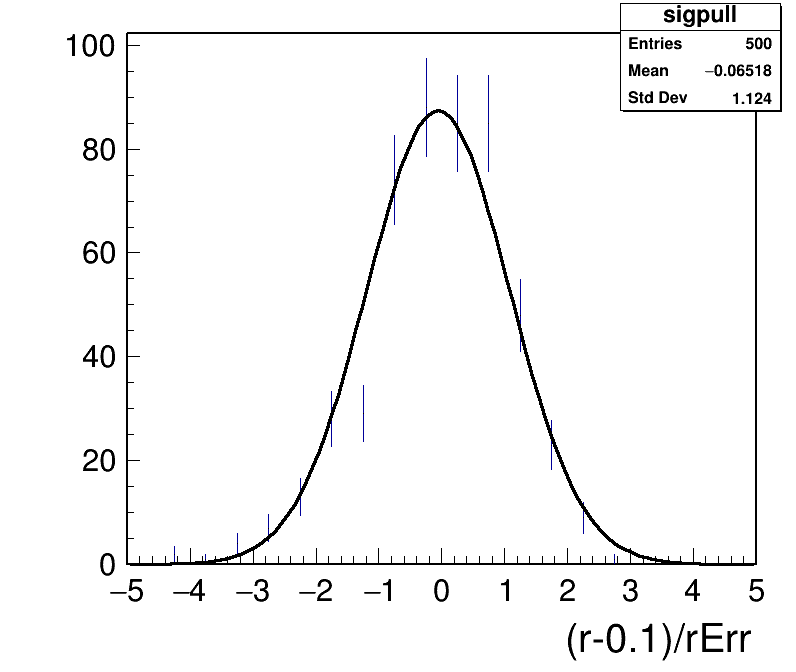 sigpull
Entries 500
Mean −0.06518
Std Dev 1.124
100
80
60
40
20
0
−5 −4 −3 −2 −1 0 1 2 3 4 5
(r-0.1)/rErr